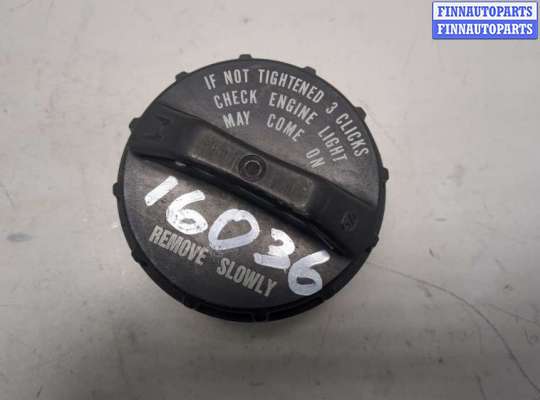 FINNAUTOPARTS
FINNAUTOPARTS
IF NOT TIGHTENED 3 CLICKS
CHECK ENGINE LIGHT
MAY COME ON
16036
REMOVE SLOWLY